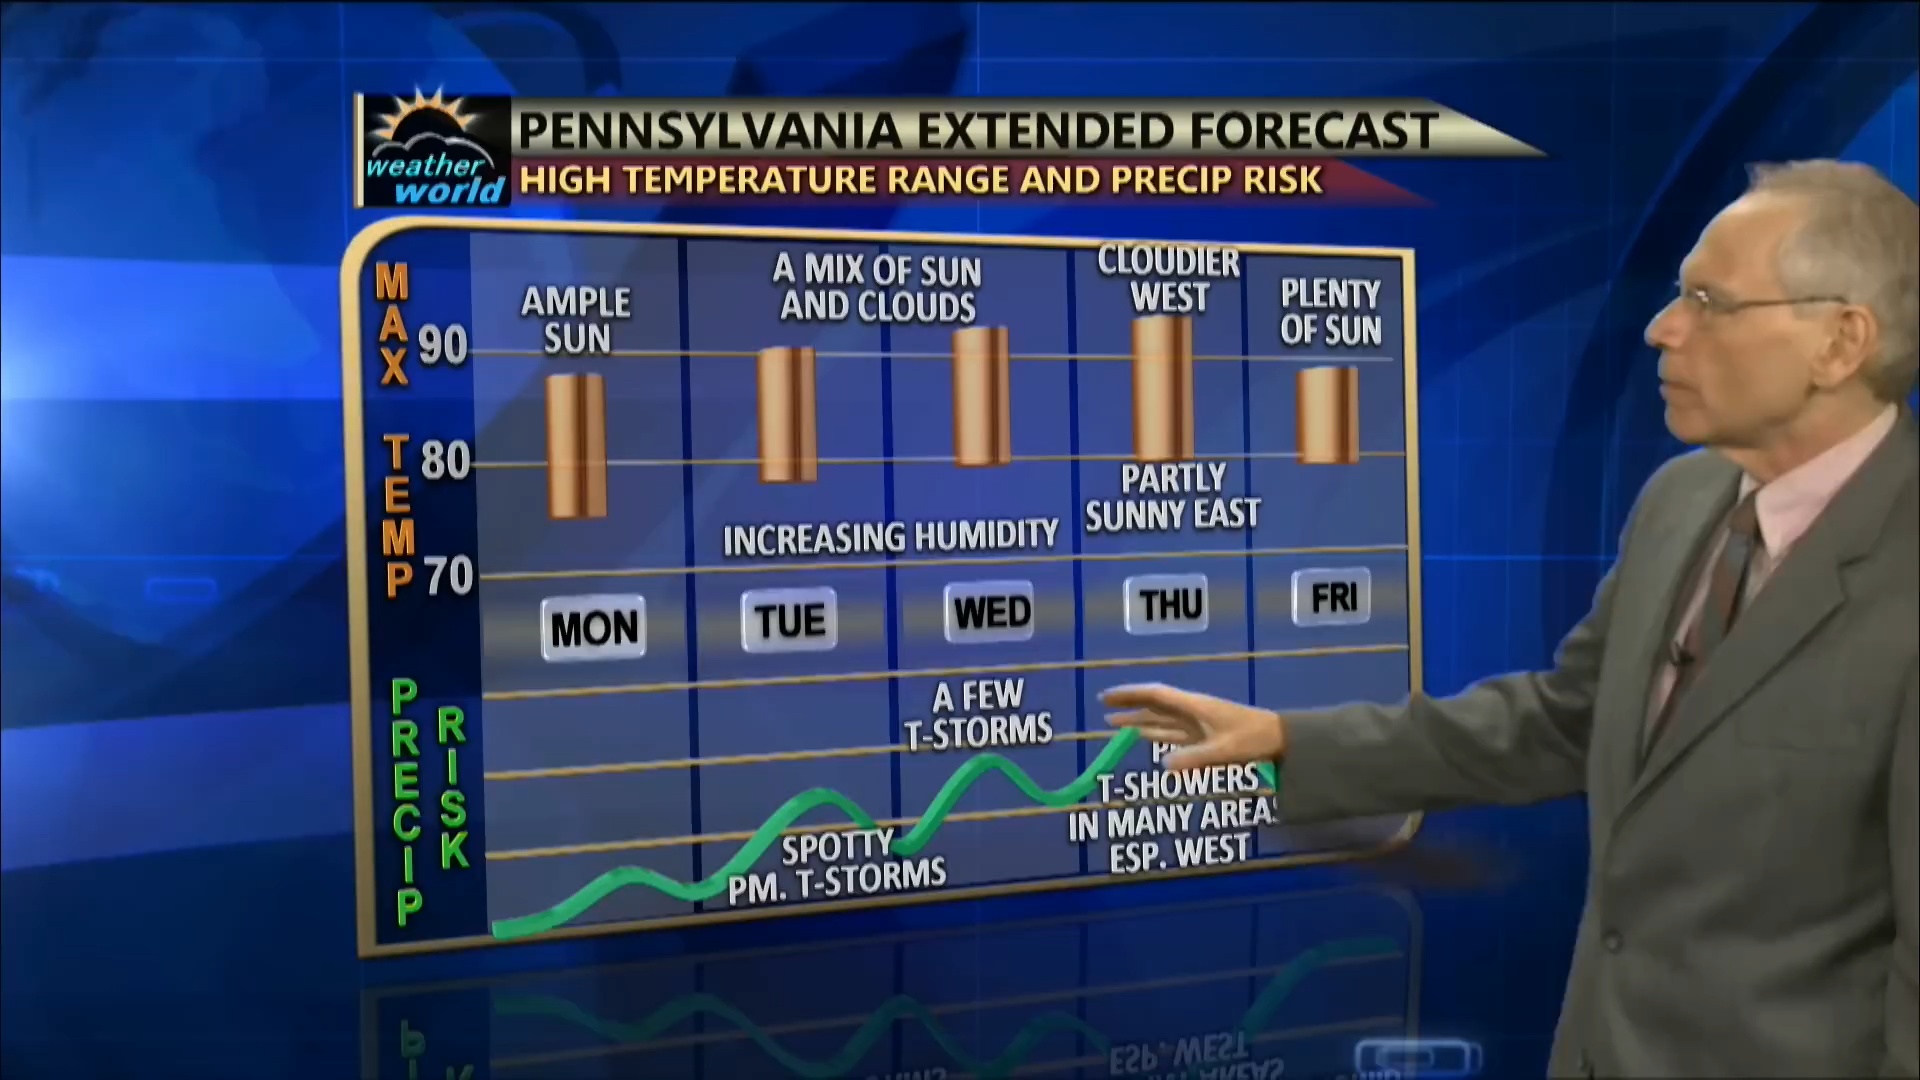 weather
world
PENNSYLVANIA EXTENDED FORECAST
HIGH TEMPERATURE RANGE AND PRECIP RISK
MAX TEMP
90
80
70
AMPLE
SUN
A MIX OF SUN
AND CLOUDS
CLOUDIER
WEST
PLENTY
OF SUN
PARTLY
SUNNY EAST
INCREASING HUMIDITY
MON
TUE
WED
THU
FRI
PRECIP
RISK
A FEW
T-STORMS
SPOTTY
PM. T-STORMS
T-SHOWERS
IN MANY
ESP. WEST